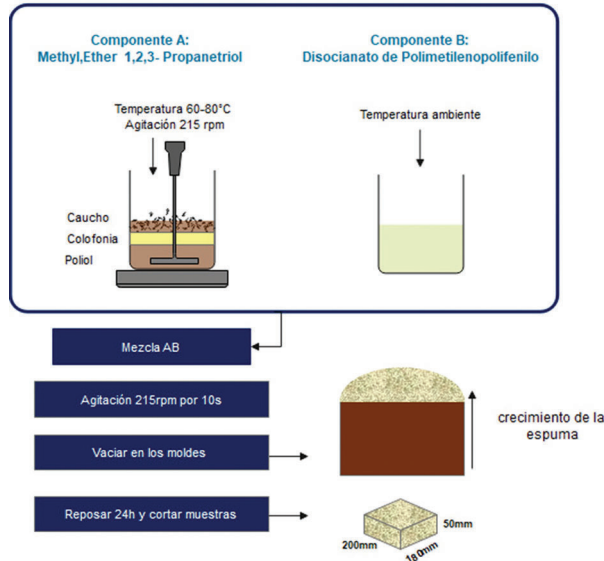 Componente A:
Methyl,Ether 1,2,3- Propanetriol
Componente B:
Disocianato de Polimetilenopolifenilo
Temperatura 60-80°C
Agitación 215 rpm
Temperatura ambiente
Caucho
Colofonia
Poliol
Mezcla AB
Agitación 215rpm por 10s
Vaciar en los moldes
crecimiento de la
espuma
Reposar 24h y cortar muestras
50mm
200mm
180mm